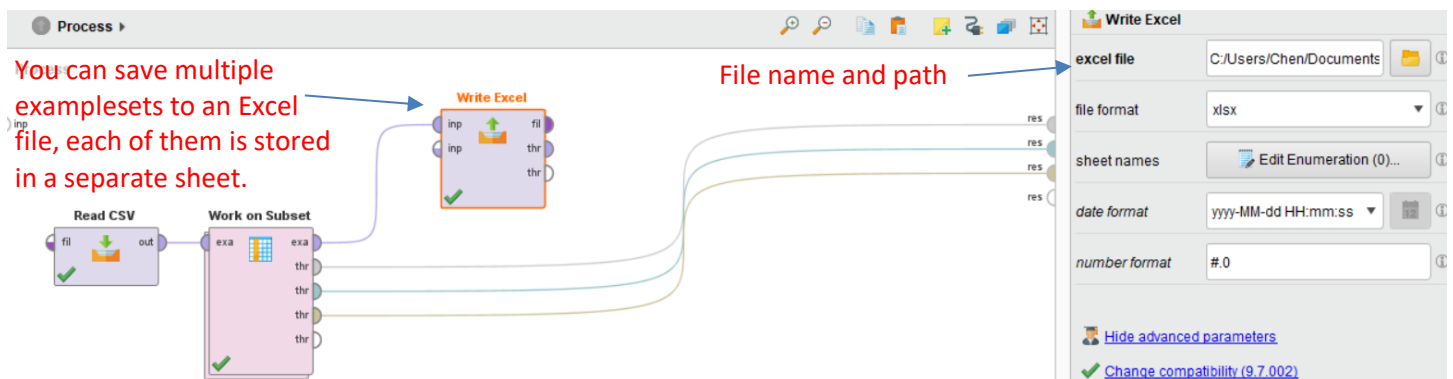 Process
You can save multiple
examplesets to an Excel
file, each of them is stored
in a separate sheet.
File name and path
inp
Write Excel
inp fil
inp thr
thr
res
res
res
res
Read CSV
fil out
Work on Subset
exa exa
thr
thr
thr
thr
Write Excel
excel file C:/Users/Chen/Documents
file format xlsx
sheet names Edit Enumeration (0)...
date format yyyy-MM-dd HH:mm:ss
number format #.0
Hide advanced parameters
Change compatibility (9.7.002)